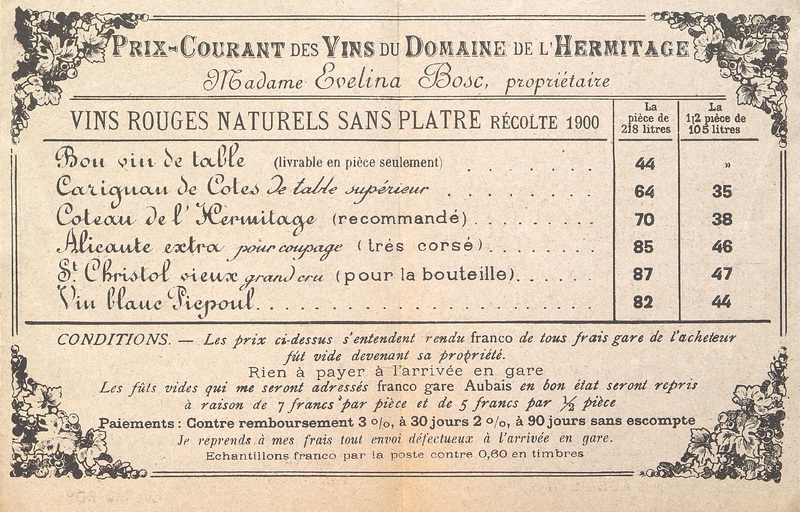 PRIX-COURANT DES VINS DU DOMAINE DE L'HERMITAGE
Madame Evelina Bosc, propriétaire
VINS ROUGES NATURELS SANS PLATRE RÉCOLTE 1900
La pièce de 218 litres
La 1;2 pièce de 105 litres
Bon vin de table (livrable en pièce seulement) 44 »
Carignan de Cotes de table supérieur 64 35
Coteau de l'Hermitage (recommandé) 70 38
Alicante extra pour coupage (très corsé) 85 46
St Christol vieux grand cru (pour la bouteille) 87 47
Vin blanc Piepoul 82 44
CONDITIONS. — Les prix ci-dessus s'entendent rendu franco de tous frais gare de l'acheteur
fût vide devenant sa propriété.
Rien à payer à l'arrivée en gare
Les fûts vides qui me seront adressés franco gare Aubais en bon état seront repris
à raison de 7 francs par pièce et de 5 francs par ½ pièce
Paiements : Contre remboursement 3 o/o, à 30 jours 2 o/o, à 90 jours sans escompte
Je reprends à mes frais tout envoi défectueux à l'arrivée en gare.
Echantillons franco par la poste contre 0,60 en timbres